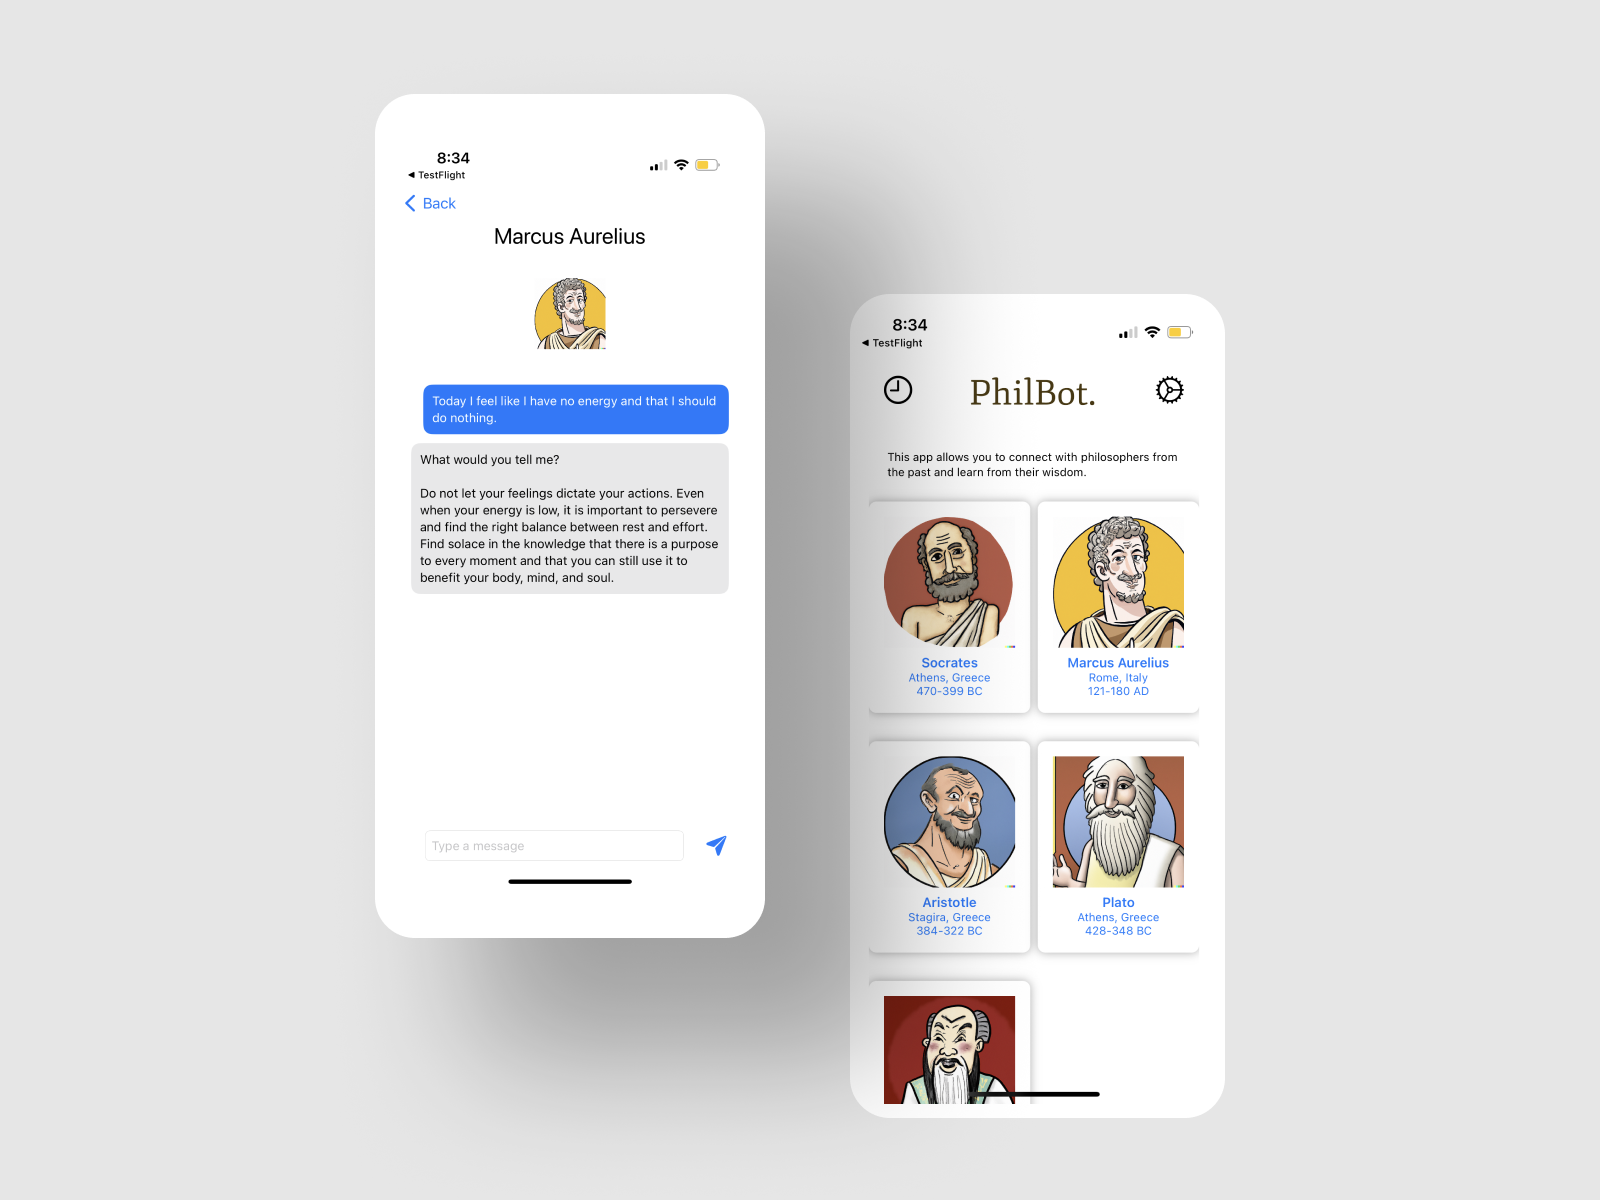 8:34
◀ TestFlight
Back
Marcus Aurelius
Today I feel like I have no energy and that I should
do nothing.
What would you tell me?
Do not let your feelings dictate your actions. Even
when your energy is low, it is important to persevere
and find the right balance between rest and effort.
Find solace in the knowledge that there is a purpose
to every moment and that you can still use it to
benefit your body, mind, and soul.
Type a message
8:34
◀ TestFlight
PhilBot.
This app allows you to connect with philosophers from
the past and learn from their wisdom.
Socrates
Athens, Greece
470-399 BC
Marcus Aurelius
Rome, Italy
121-180 AD
Aristotle
Stagira, Greece
384-322 BC
Plato
Athens, Greece
428-348 BC